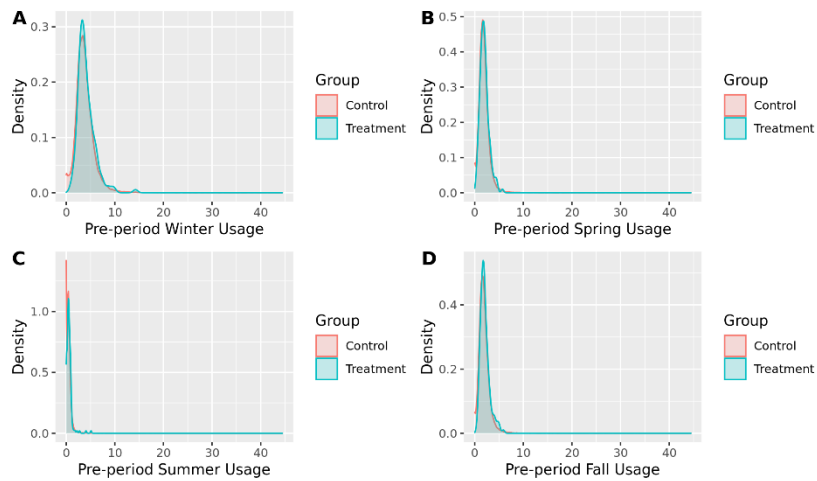 A
0.3
0.2
0.1
0.0
Density
0 10 20 30 40
Pre-period Winter Usage
Group
Control
Treatment
B
0.5
0.4
0.3
0.2
0.1
0.0
Density
0 10 20 30 40
Pre-period Spring Usage
Group
Control
Treatment
C
1.0
0.5
0.0
Density
0 10 20 30 40
Pre-period Summer Usage
Group
Control
Treatment
D
0.4
0.2
0.0
Density
0 10 20 30 40
Pre-period Fall Usage
Group
Control
Treatment